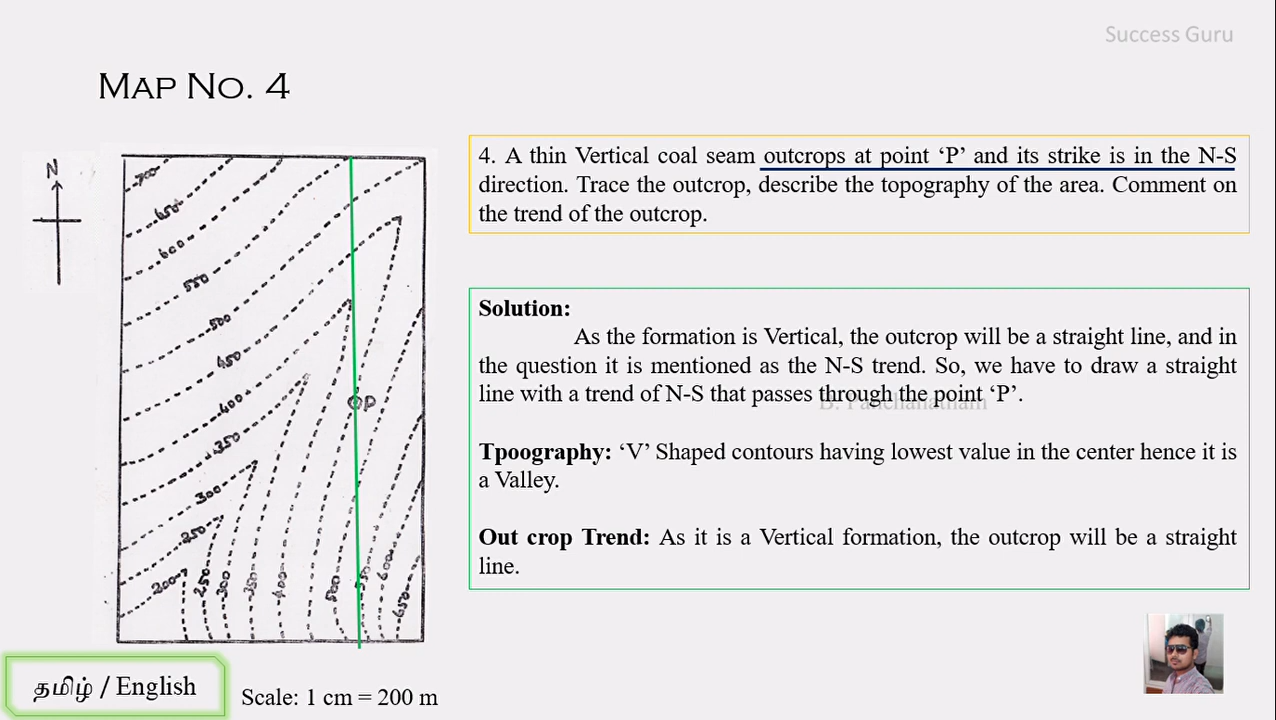 Success Guru
Map No. 4
N
4. A thin Vertical coal seam outcrops at point ‘P’ and its strike is in the N-S
direction. Trace the outcrop, describe the topography of the area. Comment on
the trend of the outcrop.
Solution:
As the formation is Vertical, the outcrop will be a straight line, and in
the question it is mentioned as the N-S trend. So, we have to draw a straight
line with a trend of N-S that passes through the point ‘P’.
B. Panchanatham
Tpoography: ‘V’ Shaped contours having lowest value in the center hence it is
a Valley.
Out crop Trend: As it is a Vertical formation, the outcrop will be a straight
line.
700
650
600
550
500
450
400
350
300
250
200
P
250
300
350
400
500
550
600
650
தமிழ் / English
Scale: 1 cm = 200 m